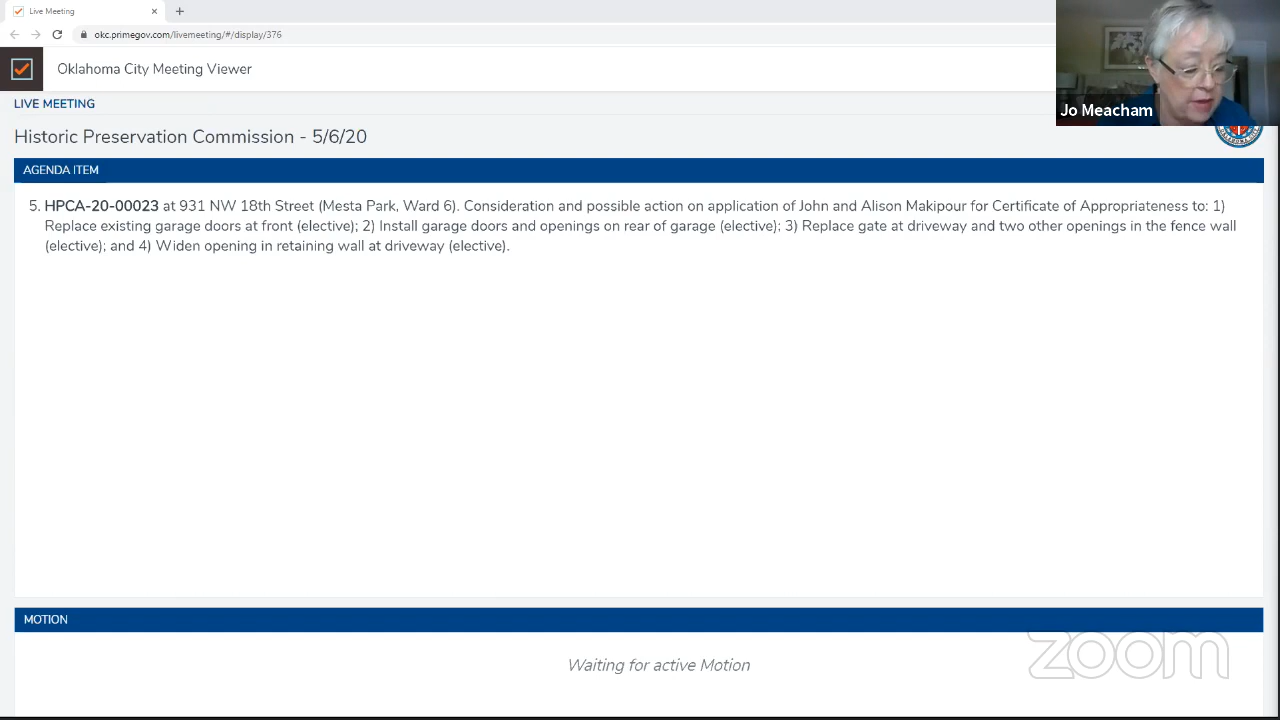 Live Meeting
okc.primegov.com/livemeeting/#/display/376
Oklahoma City Meeting Viewer
Jo Meacham
LIVE MEETING
Historic Preservation Commission - 5/6/20
AGENDA ITEM
5. HPCA-20-00023 at 931 NW 18th Street (Mesta Park, Ward 6). Consideration and possible action on application of John and Alison Makipour for Certificate of Appropriateness to: 1)
Replace existing garage doors at front (elective); 2) Install garage doors and openings on rear of garage (elective); 3) Replace gate at driveway and two other openings in the fence wall
(elective); and 4) Widen opening in retaining wall at driveway (elective).
MOTION
Waiting for active Motion
zoom